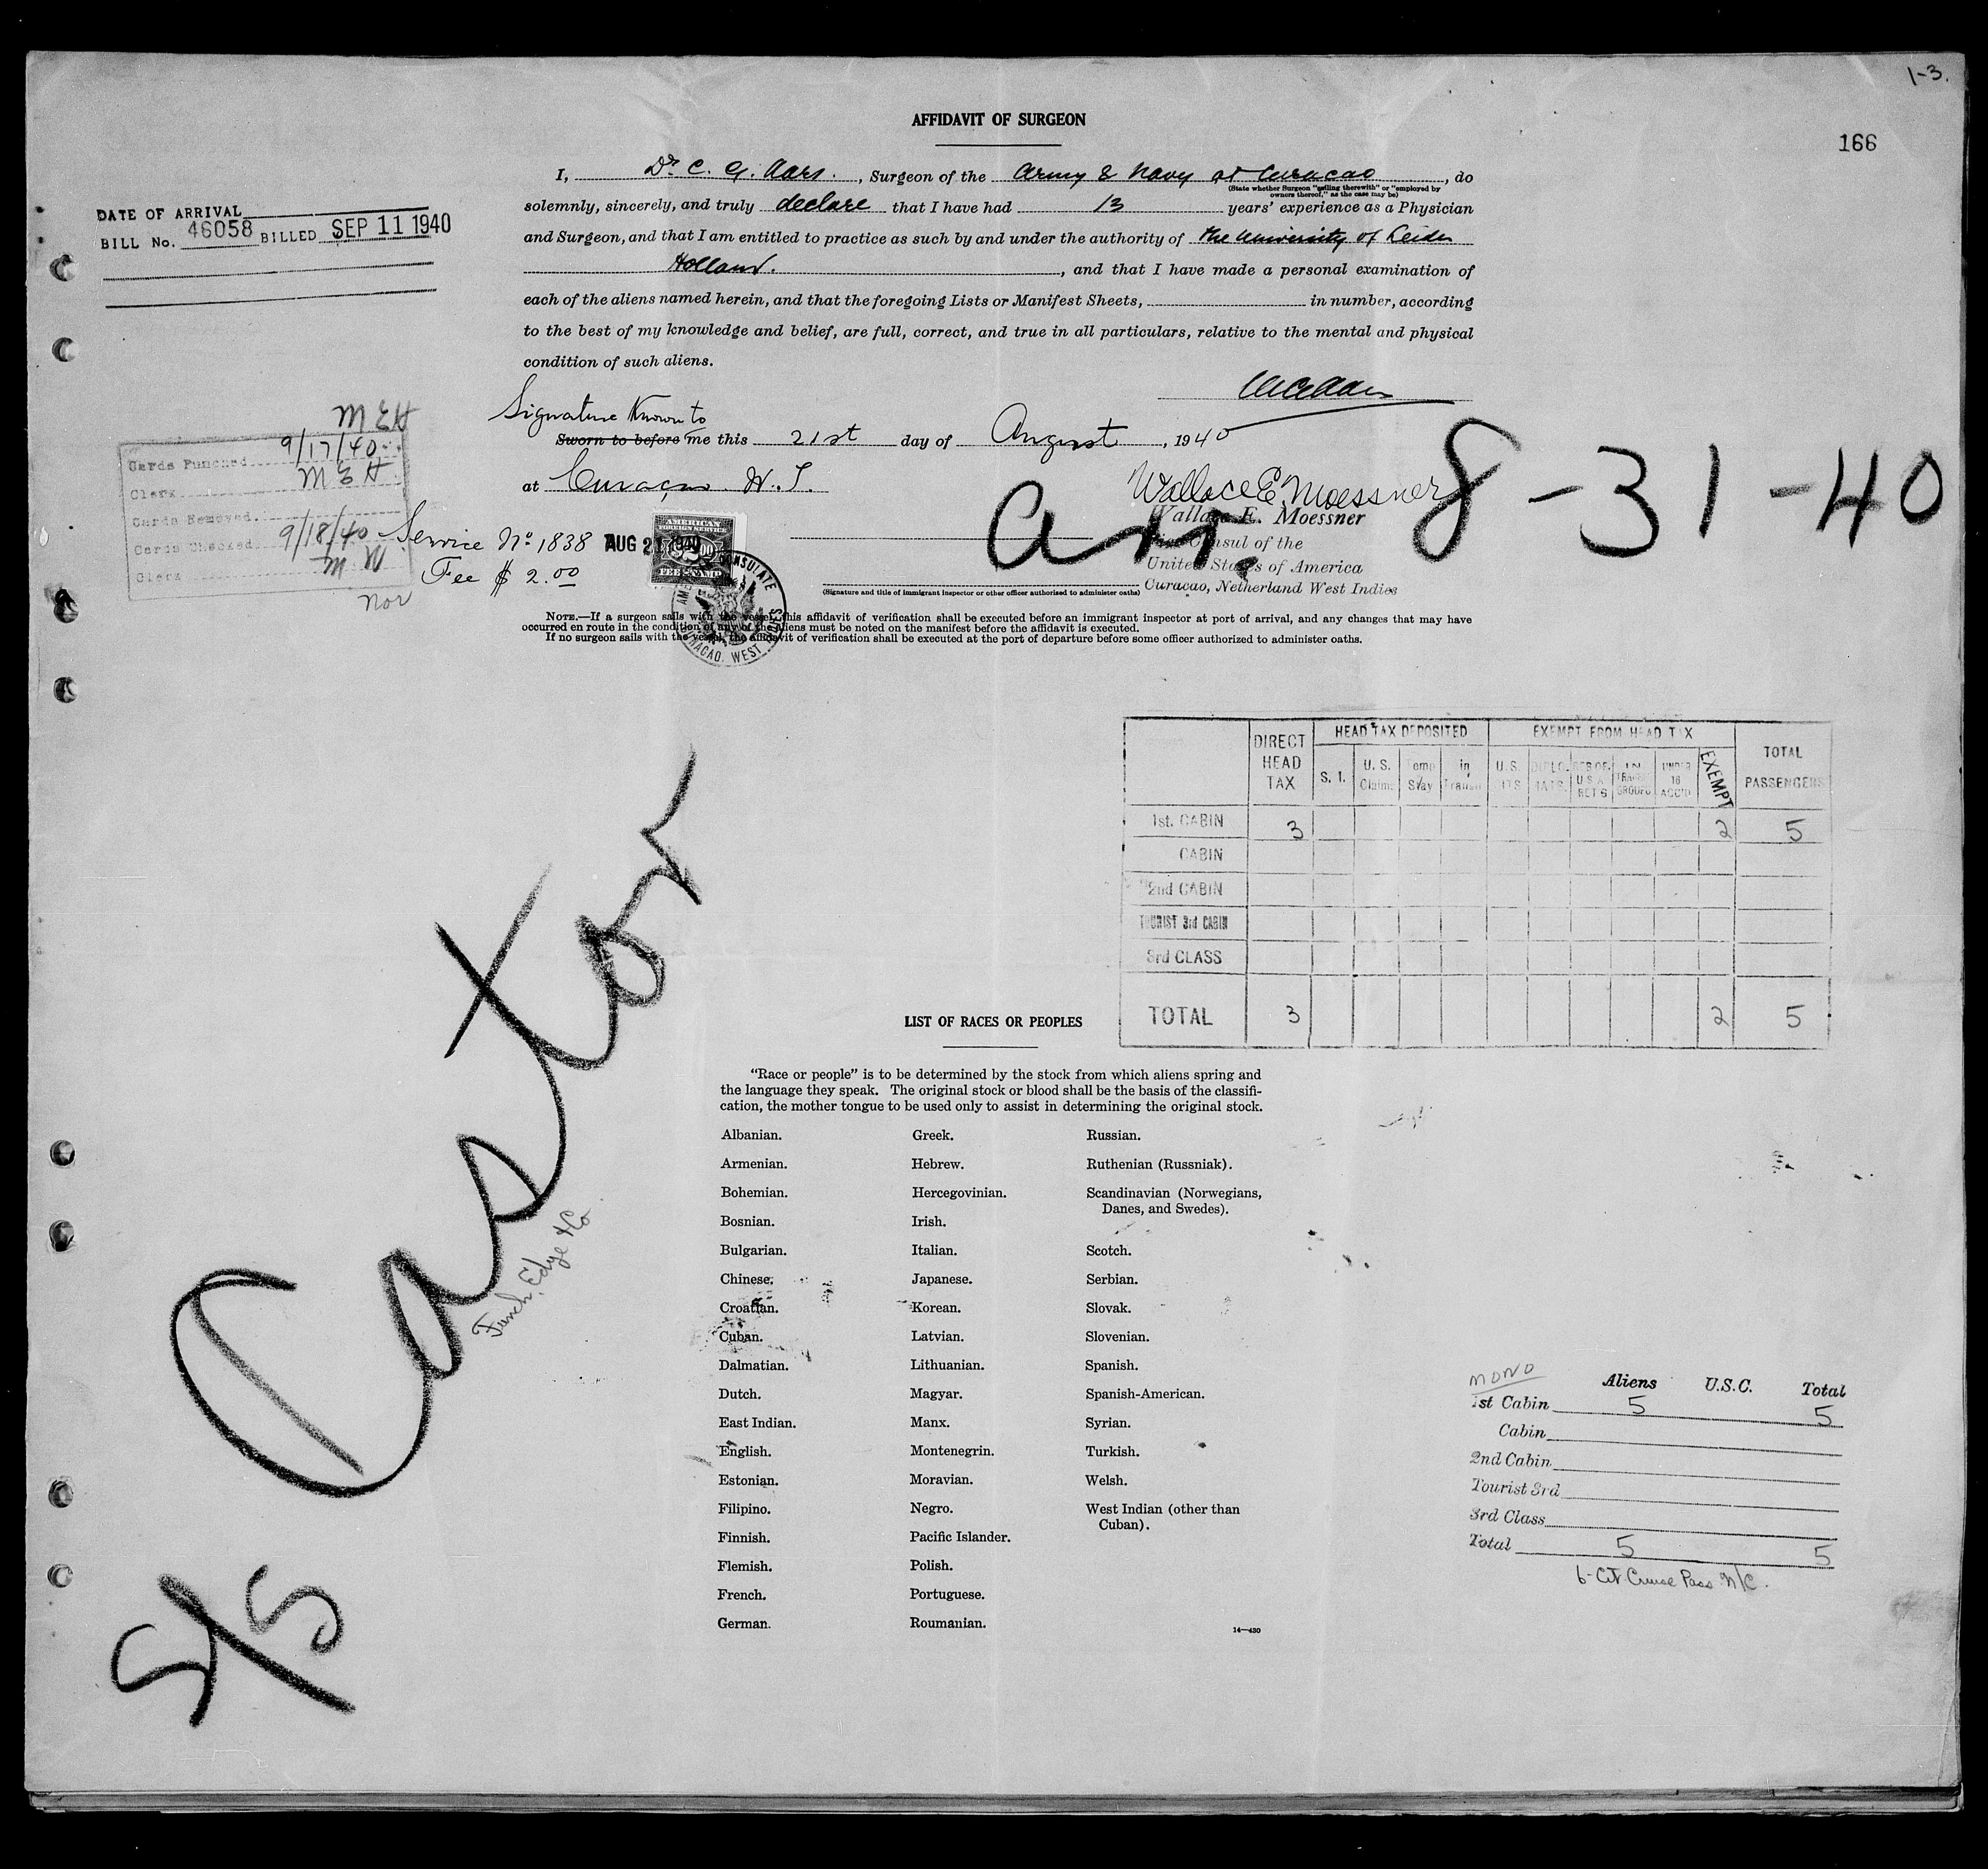 1-3.
166
AFFIDAVIT OF SURGEON
I, Dr. C. G. Aars. , Surgeon of the Army & Navy at Curacao , do
(State whether Surgeon "sailing therewith" or "employed by
owners thereof," as the case may be)
solemnly, sincerely, and truly declare that I have had 13 years' experience as a Physician
and Surgeon, and that I am entitled to practice as such by and under the authority of the University of Leiden
Holland. , and that I have made a personal examination of
each of the aliens named herein, and that the foregoing Lists or Manifest Sheets, in number, according
to the best of my knowledge and belief, are full, correct, and true in all particulars, relative to the mental and physical
condition of such aliens.
DATE OF ARRIVAL
BILL No. 46058 BILLED SEP 11 1940
Signature Known to
Sworn to before me this 21st day of August , 1940
at Curaçao W. I.
Wallace E. Moessner
Wallace E. Moessner
Vice Consul of the
United States of America
Curacao, Netherland West Indies
(Signature and title of immigrant inspector or other officer authorized to administer oaths)
Arr. 8-31-40
MEH
Cards Punched 9/17/40
Clerk MEH
Cards Removed
Cards Checked 9/18/40
Clerk
nor
Service No 1838
Fee $ 2.00
AUG 21 1940
AMERICAN
FOREIGN SERVICE
$2.00
FEE STAMP
NOTE.—If a surgeon sails with the vessel, this affidavit of verification shall be executed before an immigrant inspector at port of arrival, and any changes that may have
occurred en route in the condition of any of the aliens must be noted on the manifest before the affidavit is executed.
If no surgeon sails with the vessel, the affidavit of verification shall be executed at the port of departure before some officer authorized to administer oaths.
DIRECT HEAD TAX
HEAD TAX DEPOSITED
EXEMPT FROM HEAD TAX
TOTAL PASSENGERS
S. I.
U. S. Claims
Temp Stay
in Transit
EXEMPT
1st. CABIN 3 2 5
CABIN
2nd CABIN
TOURIST 3rd CABIN
3rd CLASS
TOTAL 3 2 5
S/S Castor
Funch, Edye & Co
LIST OF RACES OR PEOPLES
"Race or people" is to be determined by the stock from which aliens spring and
the language they speak. The original stock or blood shall be the basis of the classifi-
cation, the mother tongue to be used only to assist in determining the original stock.
Albanian. Greek. Russian.
Armenian. Hebrew. Ruthenian (Russniak).
Bohemian. Hercegovinian. Scandinavian (Norwegians,
Danes, and Swedes).
Bosnian. Irish.
Bulgarian. Italian. Scotch.
Chinese. Japanese. Serbian.
Croatian. Korean. Slovak.
Cuban. Latvian. Slovenian.
Dalmatian. Lithuanian. Spanish.
Dutch. Magyar. Spanish-American.
East Indian. Manx. Syrian.
English. Montenegrin. Turkish.
Estonian. Moravian. Welsh.
Filipino. Negro. West Indian (other than
Cuban).
Finnish. Pacific Islander.
Flemish. Polish.
French. Portuguese.
German. Roumanian.
14—430
MONO
Aliens U.S.C. Total
1st Cabin 5 5
Cabin
2nd Cabin
Tourist 3rd
3rd Class
Total 5 5
6-Cit Cruise Pass N/C.